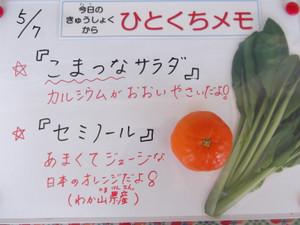 5/7
今日の
きゅうしょく
から
ひとくちメモ
☆『こまつなサラダ』
カルシウムがおおいやさいだよ!
☆『セミノール』
あまくてジューシーな
日本のオレンジだよ!
(わか山県産)